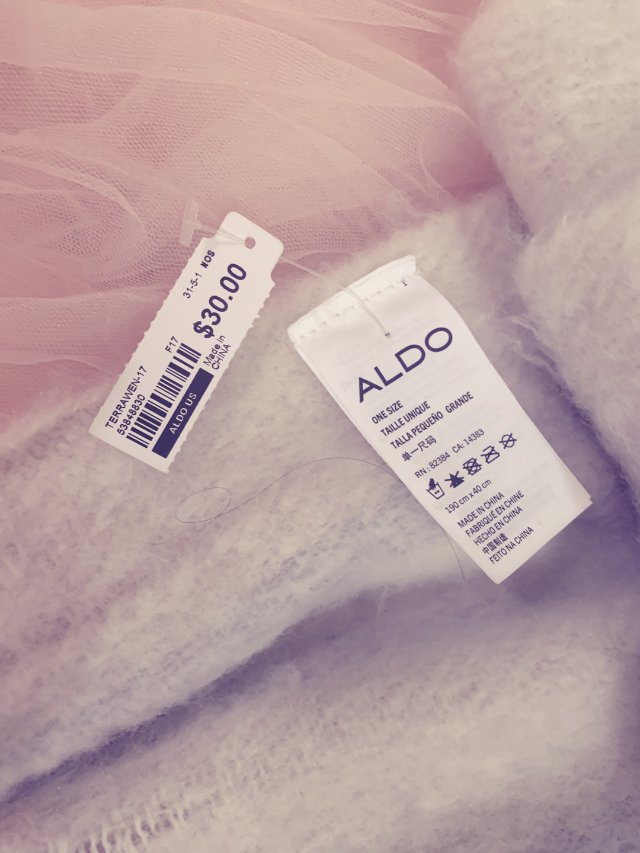 31-5-1 NOS
$30.00
Made in
CHINA
F17
TERRAWEN-17
53848830
ALDO US
ALDO
ONE SIZE
TAILLE UNIQUE
TALLA PEQUEÑO GRANDE
单一尺码
RN: 82384 CA: 14383
190 cm x 40 cm
MADE IN CHINA
FABRIQUÉ EN CHINE
HECHO EN CHINA
中国制造
FEITO NA CHINA